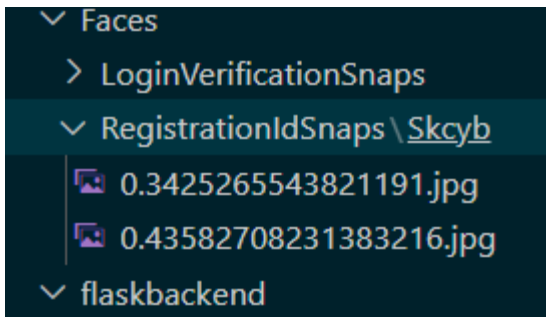 Faces
LoginVerificationSnaps
RegistrationIdSnaps\Skcyb
0.3425265543821191.jpg
0.43582708231383216.jpg
flaskbackend